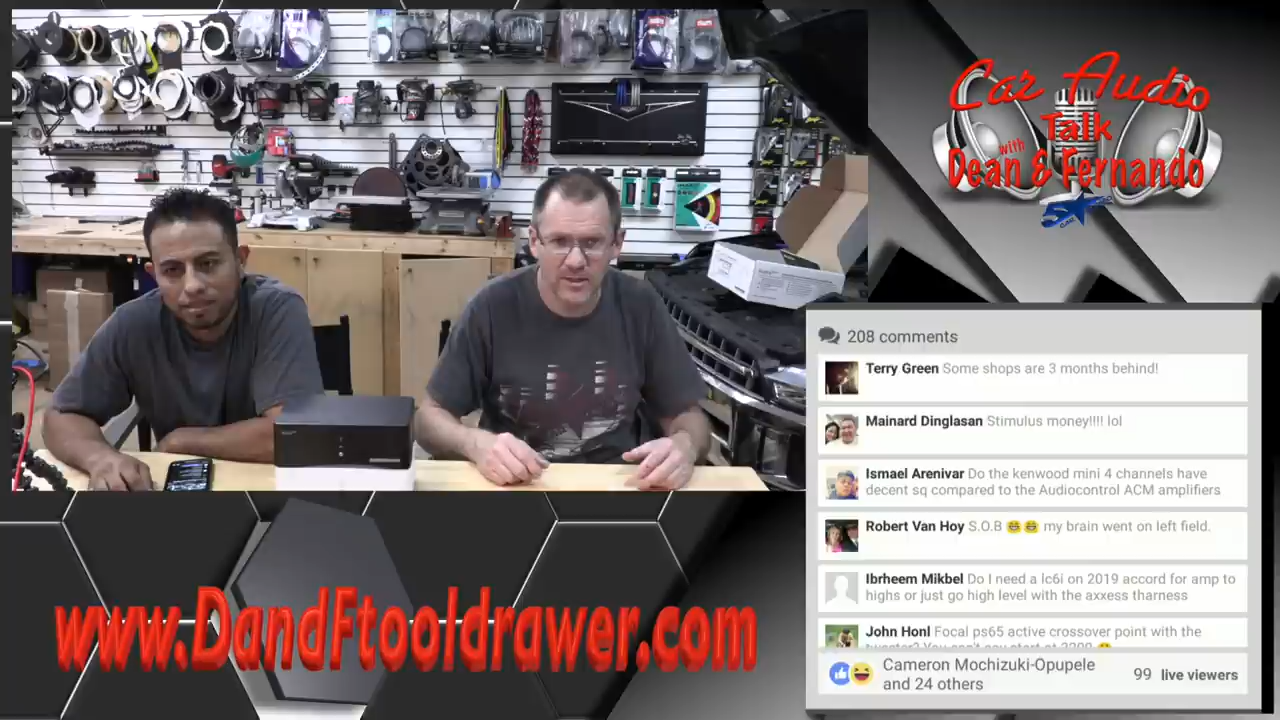 Car Audio
Talk
with
Dean & Fernando
5
208 comments
Terry Green Some shops are 3 months behind!
Mainard Dinglasan Stimulus money!!!! lol
Ismael Arenivar Do the kenwood mini 4 channels have
decent sq compared to the Audiocontrol ACM amplifiers
Robert Van Hoy S.O.B 😂😂 my brain went on left field.
Ibrheem Mikbel Do I need a lc6i on 2019 accord for amp to
highs or just go high level with the axxess tharness
John Honl Focal ps65 active crossover point with the
Cameron Mochizuki-Opupele
and 24 others
99 live viewers
www.DandFtooldrawer.com